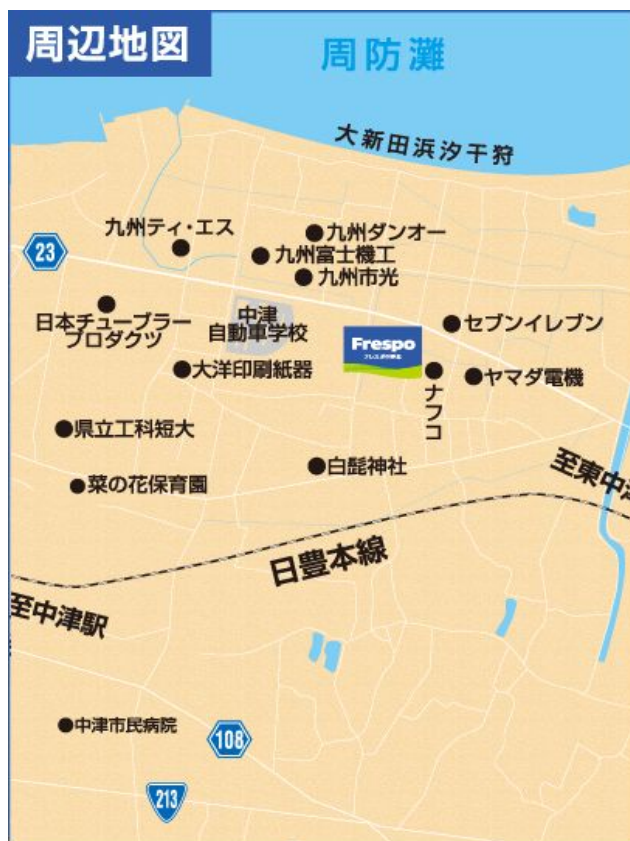 周辺地図
周防灘
大新田浜汐干狩
九州ティ・エス
九州ダンオー
23
九州富士機工
九州市光
日本チューブラー
プロダクツ
中津
自動車学校
Frespo
セブンイレブン
大洋印刷紙器
ナフコ
ヤマダ電機
県立工科短大
白髭神社
菜の花保育園
至東中津
日豊本線
至中津駅
中津市民病院
108
213